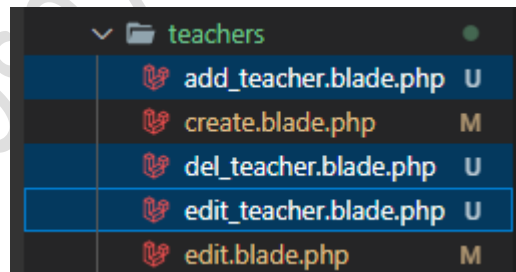 teachers
add_teacher.blade.php U
create.blade.php M
del_teacher.blade.php U
edit_teacher.blade.php U
edit.blade.php M